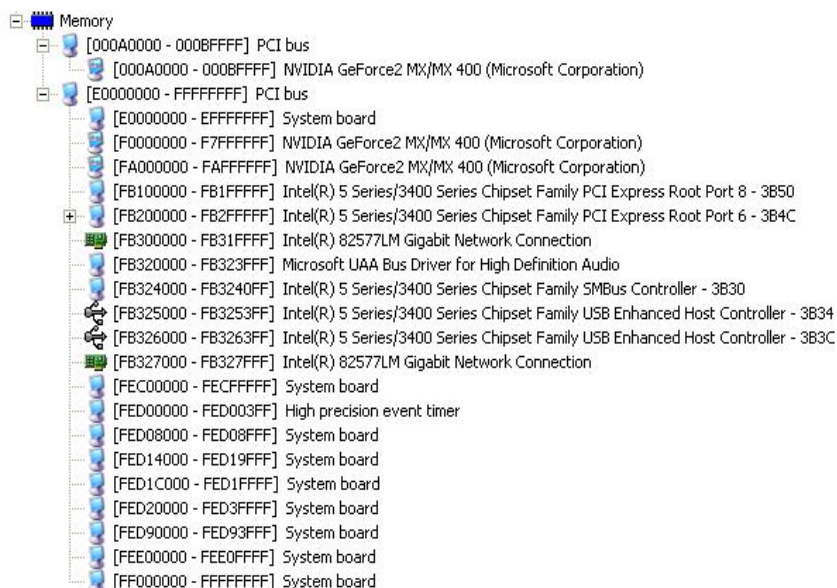 Memory
[000A0000 - 000BFFFF] PCI bus
[000A0000 - 000BFFFF] NVIDIA GeForce2 MX/MX 400 (Microsoft Corporation)
[E0000000 - FFFFFFFF] PCI bus
[E0000000 - EFFFFFFF] System board
[F0000000 - F7FFFFFF] NVIDIA GeForce2 MX/MX 400 (Microsoft Corporation)
[FA000000 - FAFFFFFF] NVIDIA GeForce2 MX/MX 400 (Microsoft Corporation)
[FB100000 - FB1FFFFF] Intel(R) 5 Series/3400 Series Chipset Family PCI Express Root Port 8 - 3B50
[FB200000 - FB2FFFFF] Intel(R) 5 Series/3400 Series Chipset Family PCI Express Root Port 6 - 3B4C
[FB300000 - FB31FFFF] Intel(R) 82577LM Gigabit Network Connection
[FB320000 - FB323FFF] Microsoft UAA Bus Driver for High Definition Audio
[FB324000 - FB3240FF] Intel(R) 5 Series/3400 Series Chipset Family SMBus Controller - 3B30
[FB325000 - FB3253FF] Intel(R) 5 Series/3400 Series Chipset Family USB Enhanced Host Controller - 3B34
[FB326000 - FB3263FF] Intel(R) 5 Series/3400 Series Chipset Family USB Enhanced Host Controller - 3B3C
[FB327000 - FB327FFF] Intel(R) 82577LM Gigabit Network Connection
[FEC00000 - FECFFFFF] System board
[FED00000 - FED003FF] High precision event timer
[FED08000 - FED08FFF] System board
[FED14000 - FED19FFF] System board
[FED1C000 - FED1FFFF] System board
[FED20000 - FED3FFFF] System board
[FED90000 - FED93FFF] System board
[FEE00000 - FEE0FFFF] System board
[FF000000 - FFFFFFFF] System board